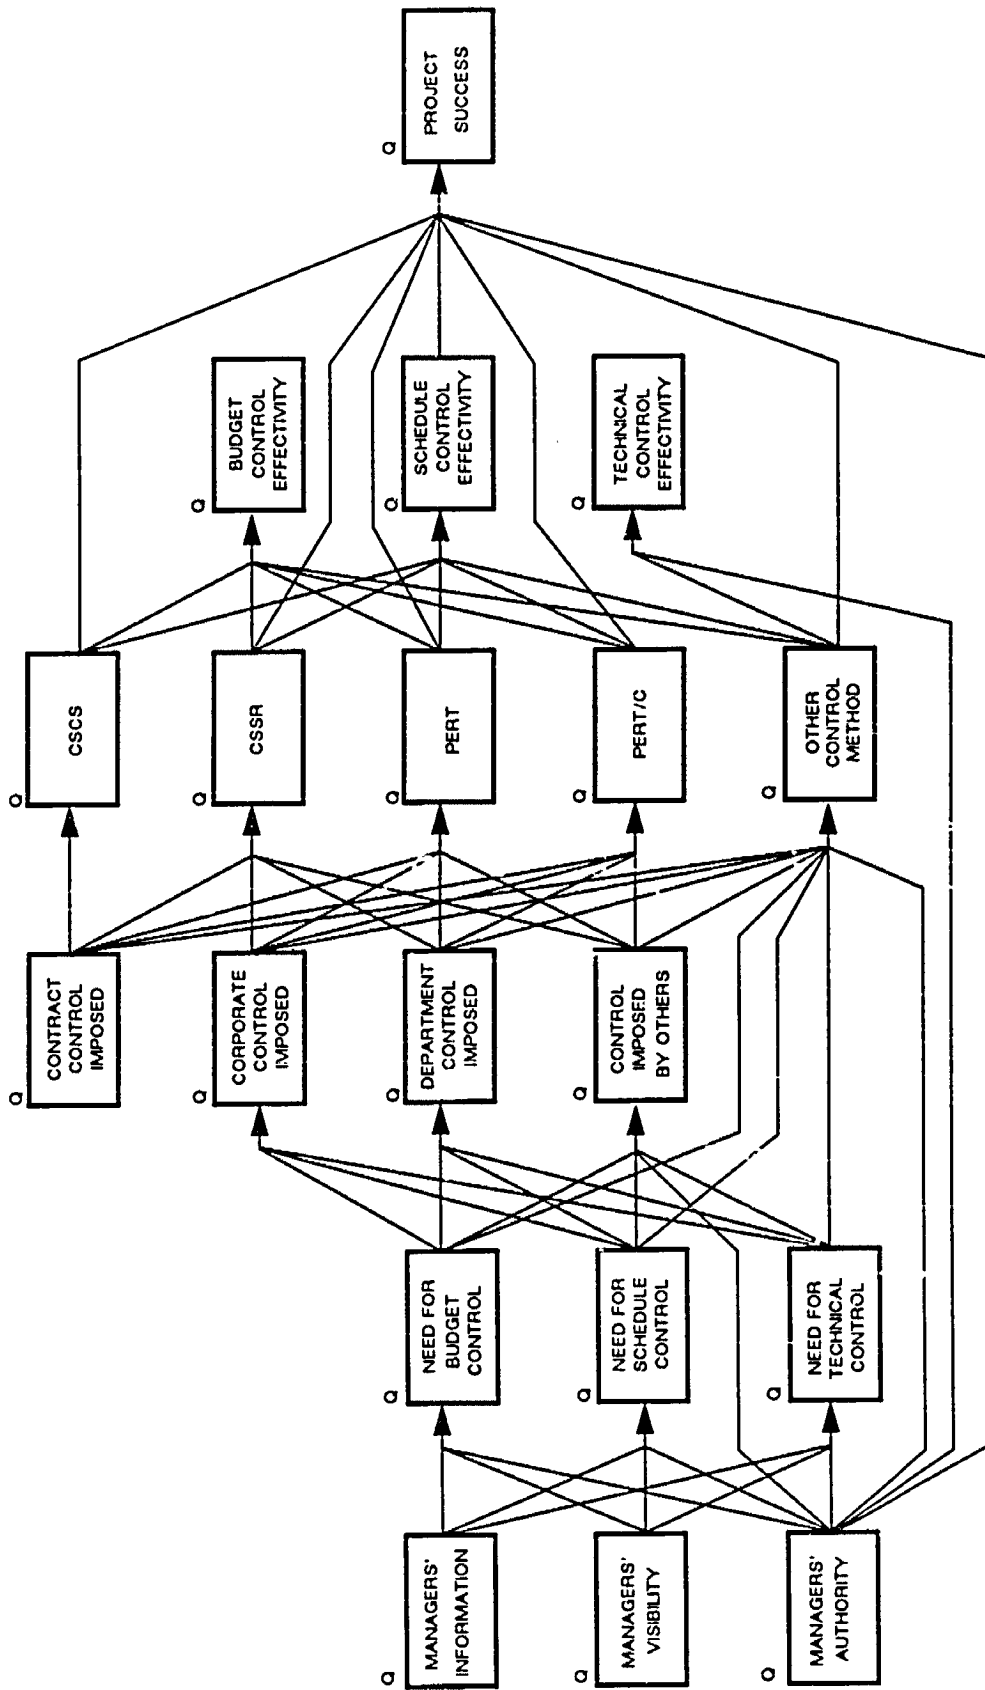 Q
MANAGERS'
INFORMATION
Q
MANAGERS'
VISIBILITY
Q
MANAGERS'
AUTHORITY
Q
NEED FOR
BUDGET
CONTROL
Q
NEED FOR
SCHEDULE
CONTROL
Q
NEED FOR
TECHNICAL
CONTROL
Q
CONTRACT
CONTROL
IMPOSED
Q
CORPORATE
CONTROL
IMPOSED
Q
DEPARTMENT
CONTROL
IMPOSED
Q
CONTROL
IMPOSED
BY OTHERS
Q
CSCS
Q
CSSR
Q
PERT
Q
PERT/C
Q
OTHER
CONTROL
METHOD
Q
BUDGET
CONTROL
EFFECTIVITY
Q
SCHEDULE
CONTROL
EFFECTIVITY
Q
TECHNICAL
CONTROL
EFFECTIVITY
Q
PROJECT
SUCCESS